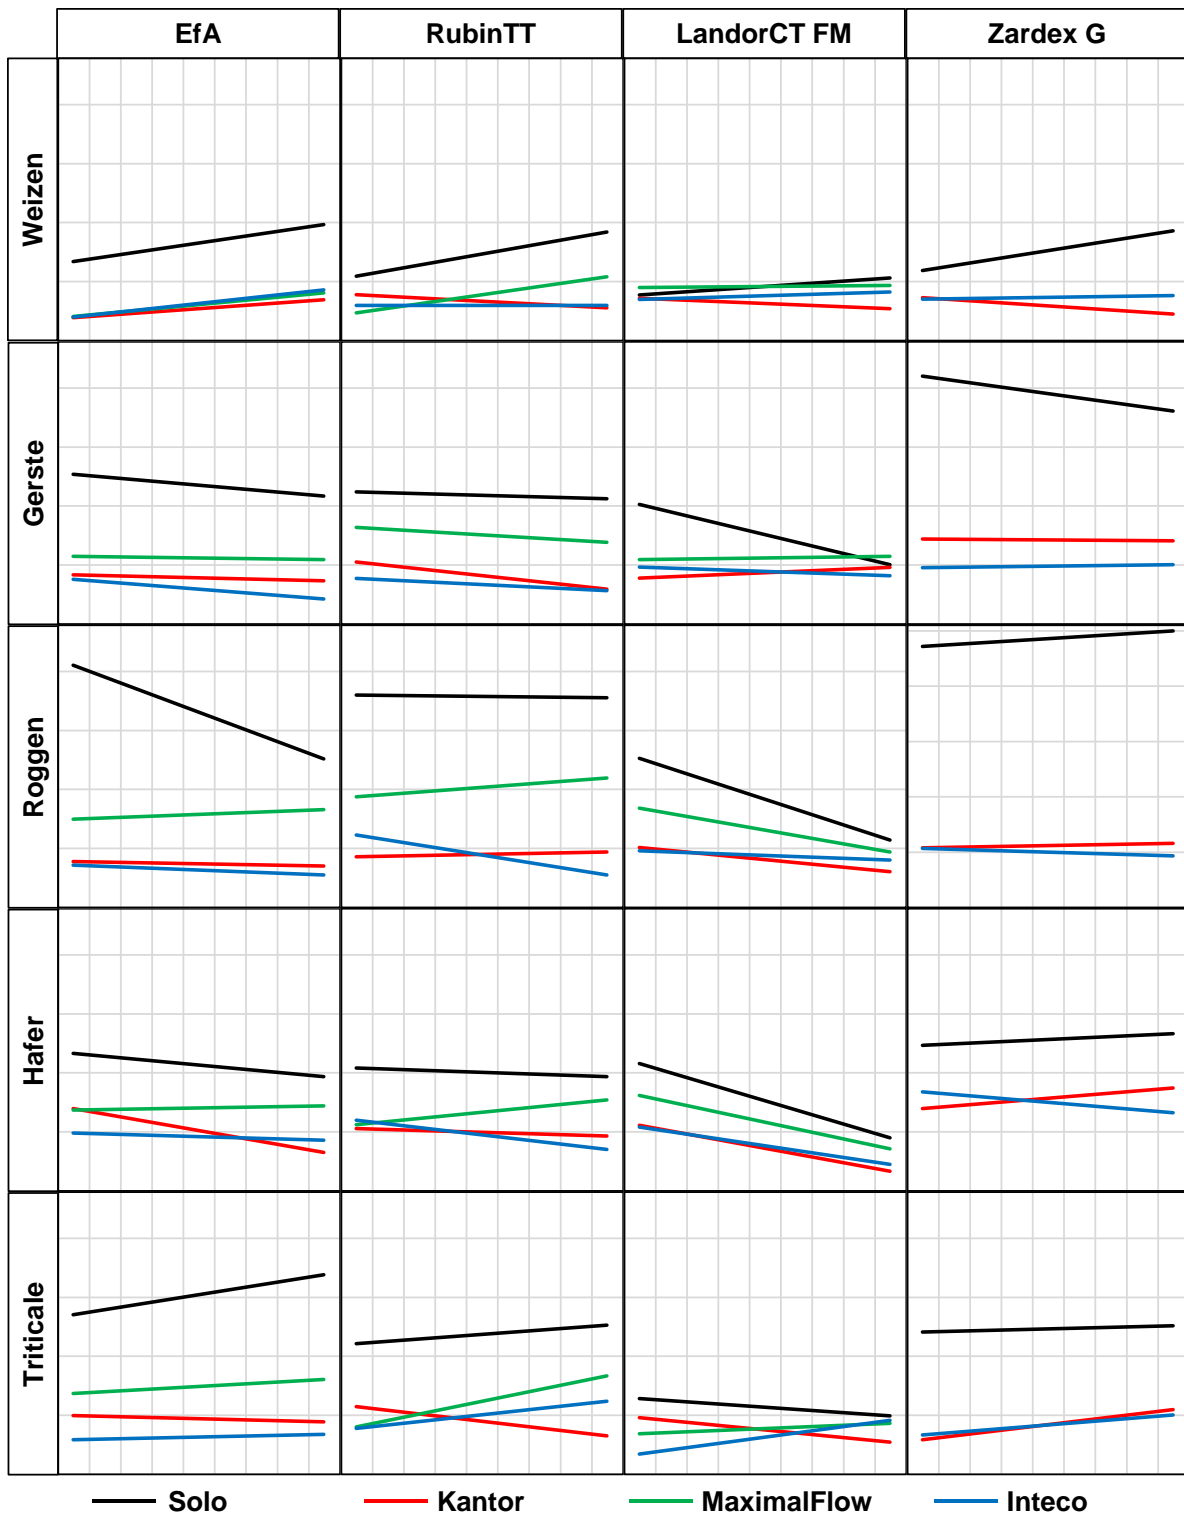 EfA RubinTT LandorCT FM Zardex G
Weizen
Gerste
Roggen
Hafer
Triticale
Solo Kantor MaximalFlow Inteco